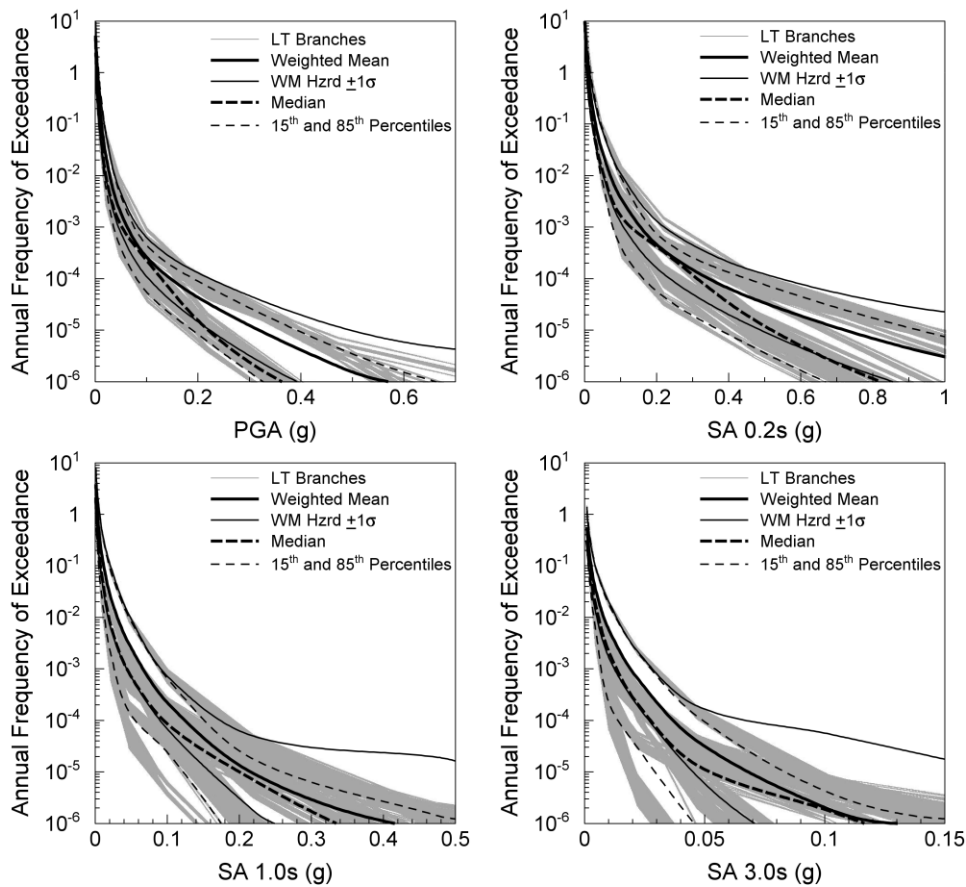 Annual Frequency of Exceedance
10¹
1
10⁻¹
10⁻²
10⁻³
10⁻⁴
10⁻⁵
10⁻⁶
LT Branches
Weighted Mean
WM Hzrd ±1σ
Median
15th and 85th Percentiles
0 0.2 0.4 0.6
PGA (g)
Annual Frequency of Exceedance
10¹
1
10⁻¹
10⁻²
10⁻³
10⁻⁴
10⁻⁵
10⁻⁶
LT Branches
Weighted Mean
WM Hzrd ±1σ
Median
15th and 85th Percentiles
0 0.2 0.4 0.6 0.8 1
SA 0.2s (g)
Annual Frequency of Exceedance
10¹
1
10⁻¹
10⁻²
10⁻³
10⁻⁴
10⁻⁵
10⁻⁶
LT Branches
Weighted Mean
WM Hzrd ±1σ
Median
15th and 85th Percentiles
0 0.1 0.2 0.3 0.4 0.5
SA 1.0s (g)
Annual Frequency of Exceedance
10¹
1
10⁻¹
10⁻²
10⁻³
10⁻⁴
10⁻⁵
10⁻⁶
LT Branches
Weighted Mean
WM Hzrd ±1σ
Median
15th and 85th Percentiles
0 0.05 0.1 0.15
SA 3.0s (g)